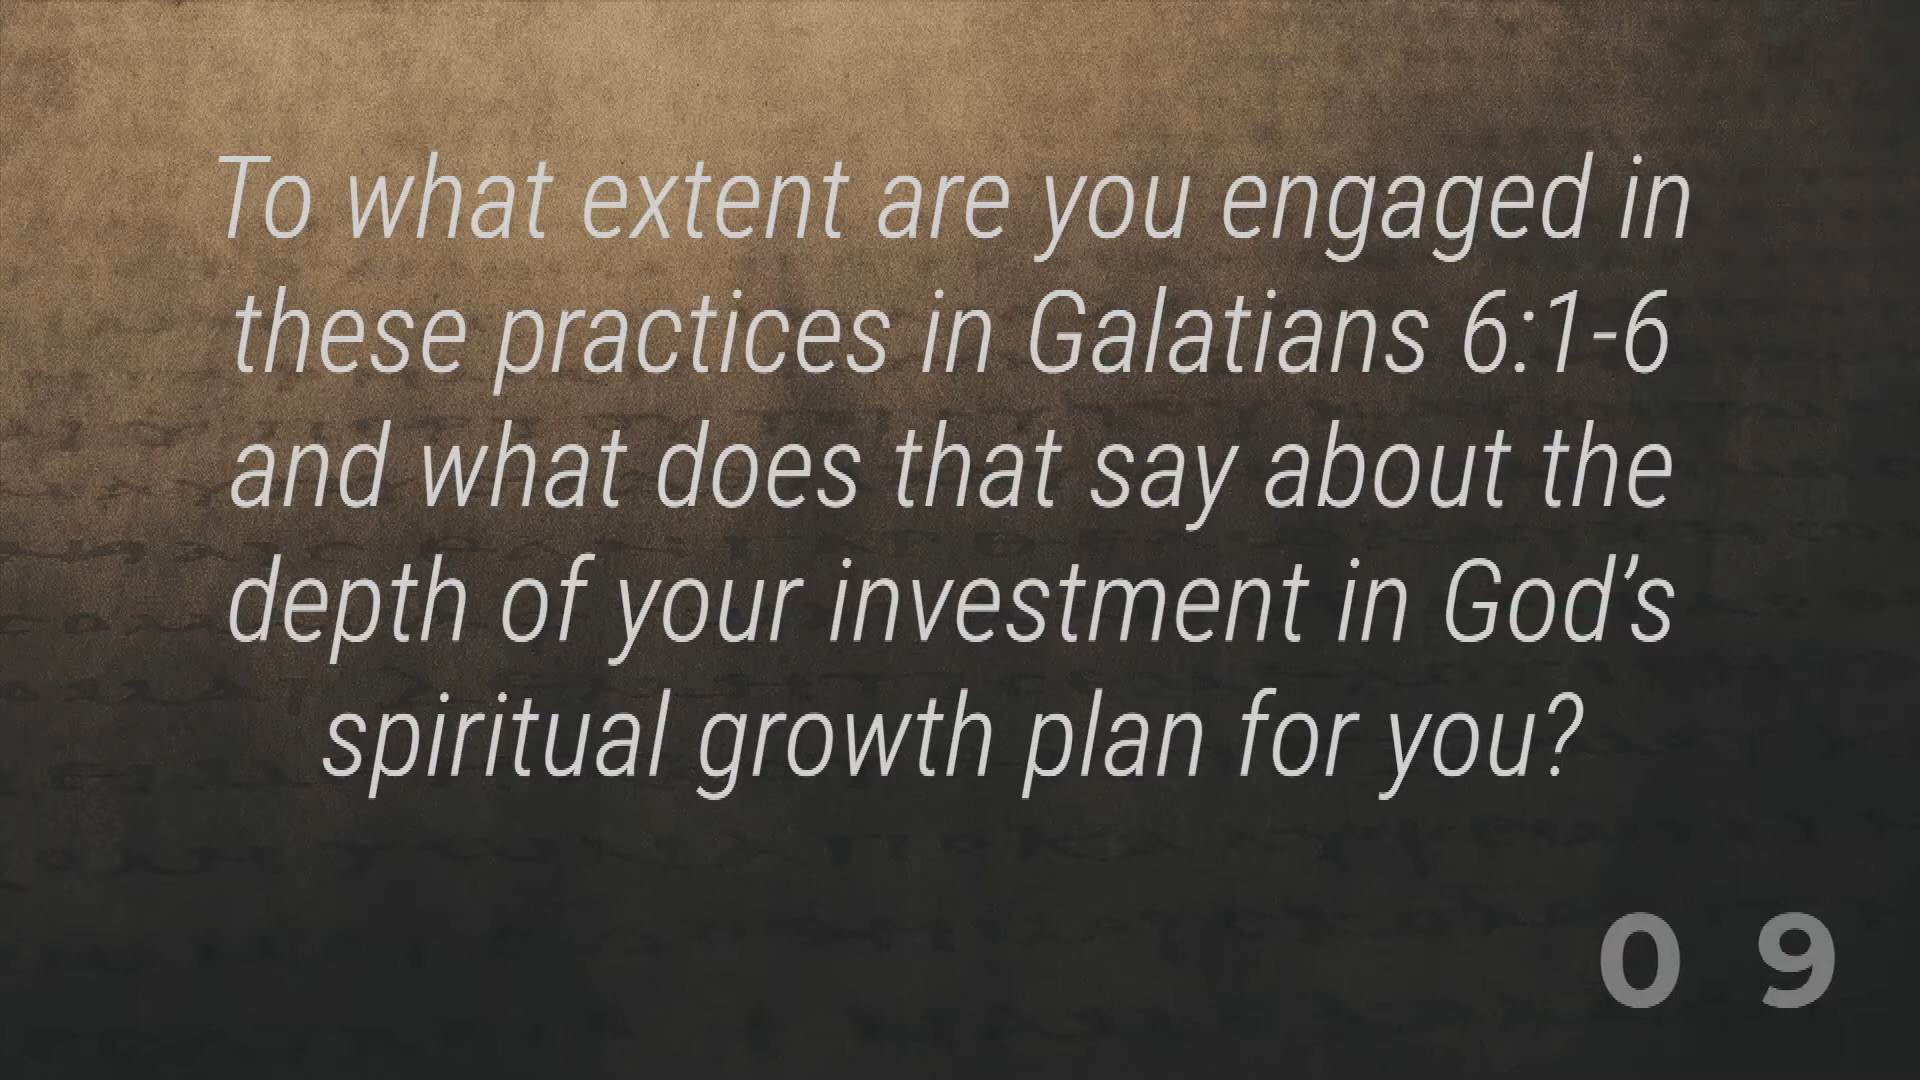 To what extent are you engaged in
these practices in Galatians 6:1-6
and what does that say about the
depth of your investment in God’s
spiritual growth plan for you?
0 9